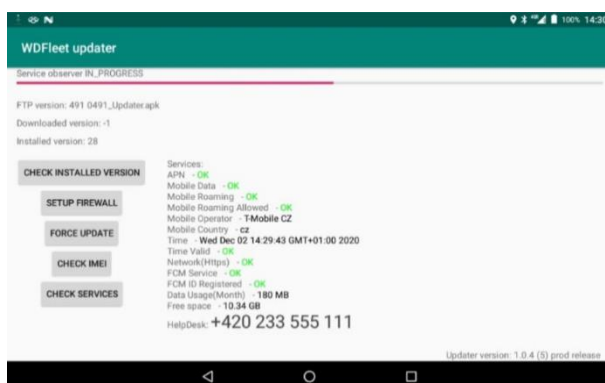 100% 14:30
WDFleet updater
Service observer IN_PROGRESS
FTP version: 491 0491_Updater.apk
Downloaded version: -1
Installed version: 28
CHECK INSTALLED VERSION
SETUP FIREWALL
FORCE UPDATE
CHECK IMEI
CHECK SERVICES
Services:
APN - OK
Mobile Data - OK
Mobile Roaming - OK
Mobile Roaming Allowed - OK
Mobile Operator - T-Mobile CZ
Mobile Country - cz
Time - Wed Dec 02 14:29:43 GMT+01:00 2020
Time Valid - OK
Network(Https) - OK
FCM Service - OK
FCM ID Registered - OK
Data Usage(Month) - 180 MB
Free space - 10.34 GB
HelpDesk: +420 233 555 111
Updater version: 1.0.4 (5) prod release